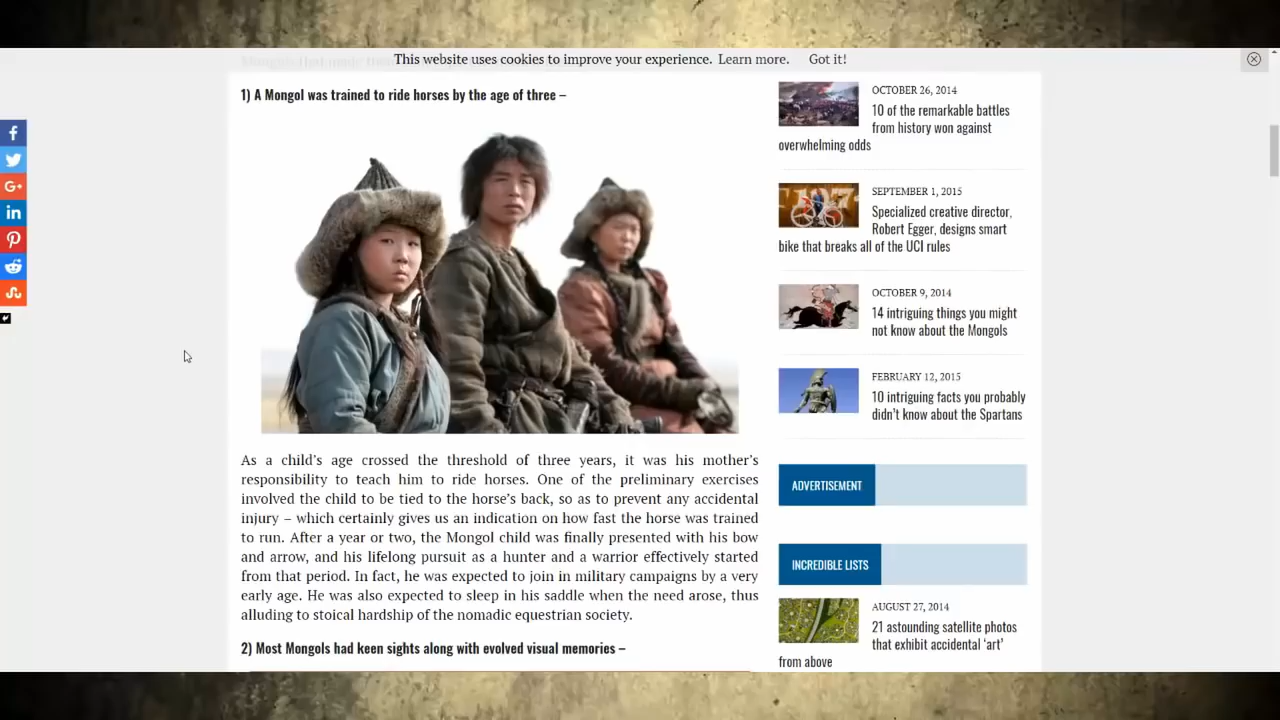 This website uses cookies to improve your experience. Learn more. Got it!
1) A Mongol was trained to ride horses by the age of three –
As a child's age crossed the threshold of three years, it was his mother's
responsibility to teach him to ride horses. One of the preliminary exercises
involved the child to be tied to the horse's back, so as to prevent any accidental
injury – which certainly gives us an indication on how fast the horse was trained
to run. After a year or two, the Mongol child was finally presented with his bow
and arrow, and his lifelong pursuit as a hunter and a warrior effectively started
from that period. In fact, he was expected to join in military campaigns by a very
early age. He was also expected to sleep in his saddle when the need arose, thus
alluding to stoical hardship of the nomadic equestrian society.
2) Most Mongols had keen sights along with evolved visual memories –
OCTOBER 26, 2014
10 of the remarkable battles
from history won against
overwhelming odds
SEPTEMBER 1, 2015
Specialized creative director,
Robert Egger, designs smart
bike that breaks all of the UCI rules
OCTOBER 9, 2014
14 intriguing things you might
not know about the Mongols
FEBRUARY 12, 2015
10 intriguing facts you probably
didn't know about the Spartans
ADVERTISEMENT
INCREDIBLE LISTS
AUGUST 27, 2014
21 astounding satellite photos
that exhibit accidental 'art'
from above